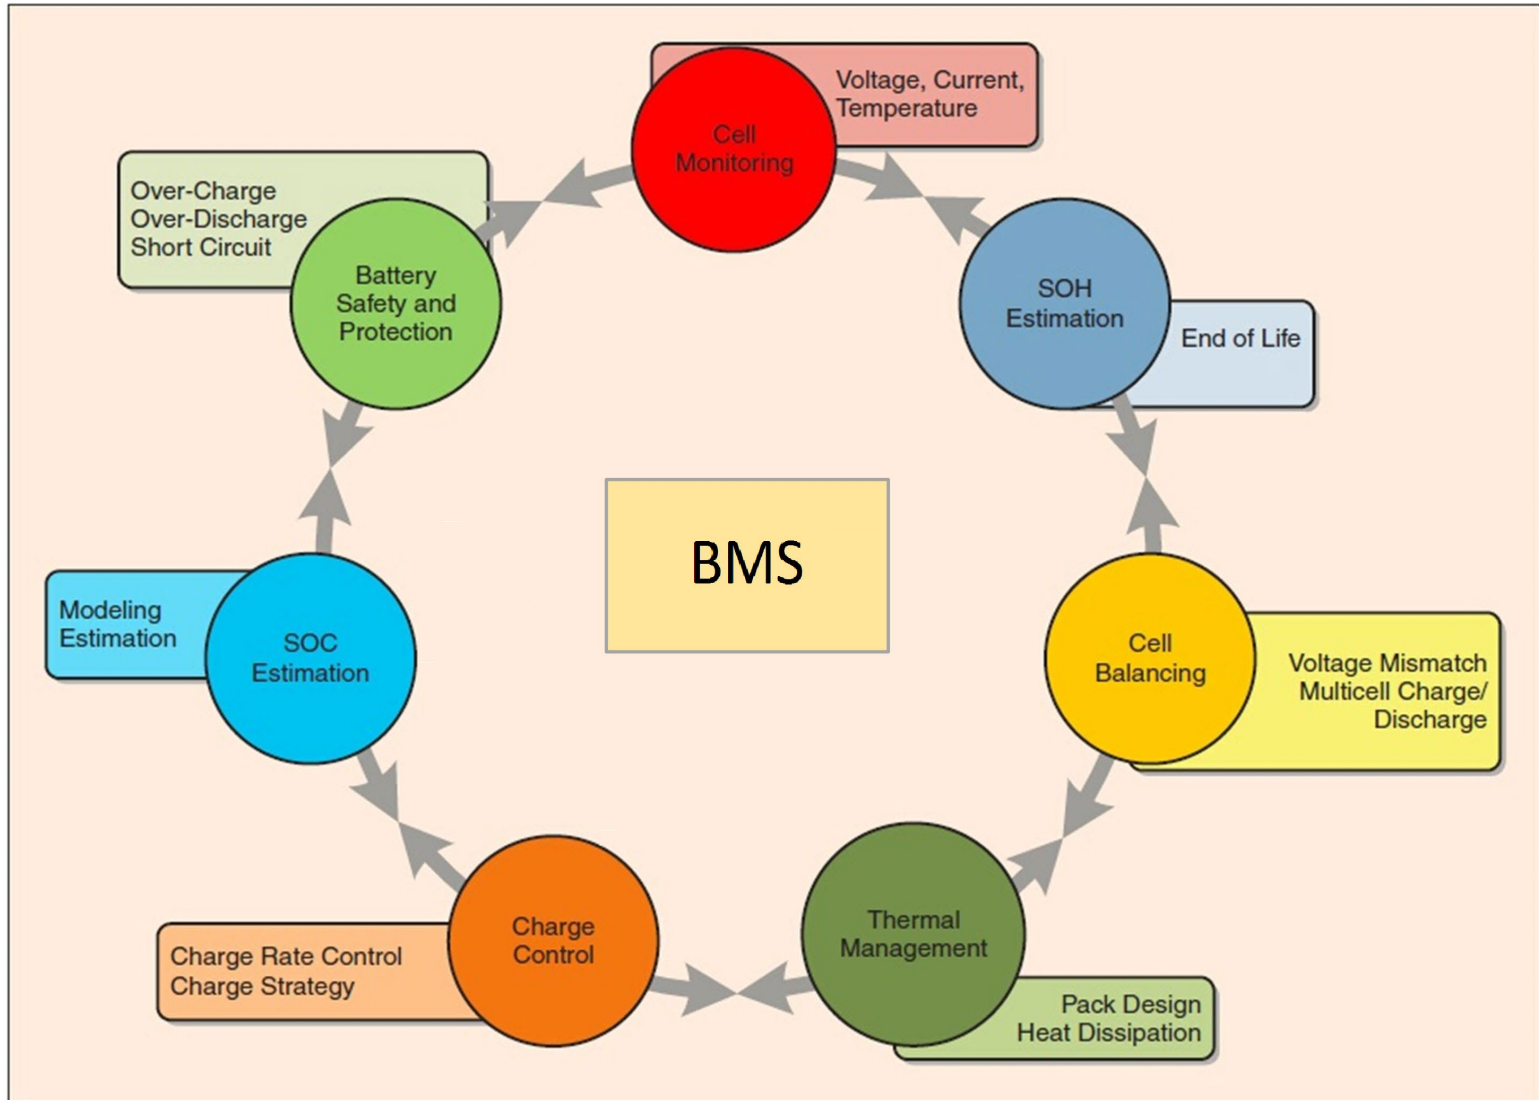 Voltage, Current,
Temperature
Cell
Monitoring
Over-Charge
Over-Discharge
Short Circuit
Battery
Safety and
Protection
SOH
Estimation
End of Life
BMS
Modeling
Estimation
SOC
Estimation
Cell
Balancing
Voltage Mismatch
Multicell Charge/
Discharge
Charge
Control
Charge Rate Control
Charge Strategy
Thermal
Management
Pack Design
Heat Dissipation